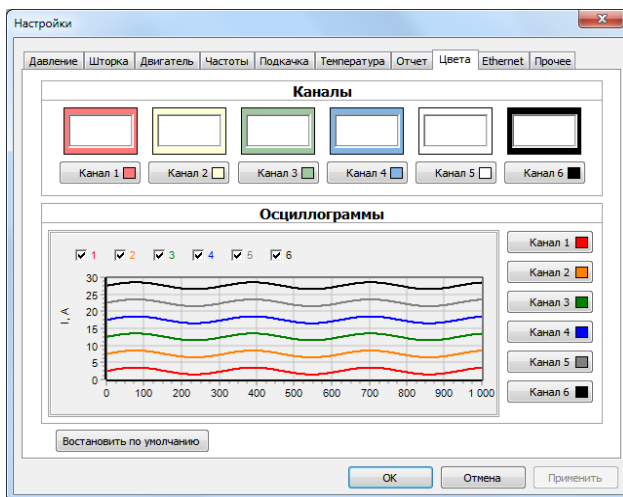 Настройки
Давление Шторка Двигатель Частоты Подкачка Температура Отчет Цвета Ethernet Прочее
Каналы
Канал 1 Канал 2 Канал 3 Канал 4 Канал 5 Канал 6
Осциллограммы
1 2 3 4 5 6
I, A
30
25
20
15
10
5
0
0 100 200 300 400 500 600 700 800 900 1 000
Канал 1
Канал 2
Канал 3
Канал 4
Канал 5
Канал 6
Востановить по умолчанию
OK Отмена Применить